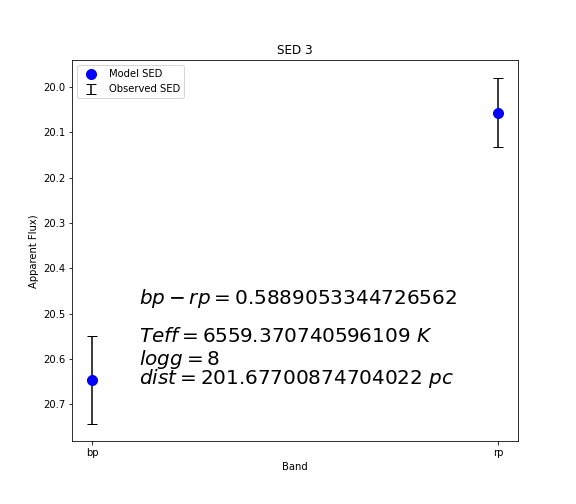 SED 3
Model SED
Observed SED
20.0
20.1
20.2
20.3
20.4
20.5
20.6
20.7
Apparent Flux)
bp − rp = 0.5889053344726562
Teff = 6559.370740596109 K
logg = 8
dist = 201.67700874704022 pc
bp
rp
Band